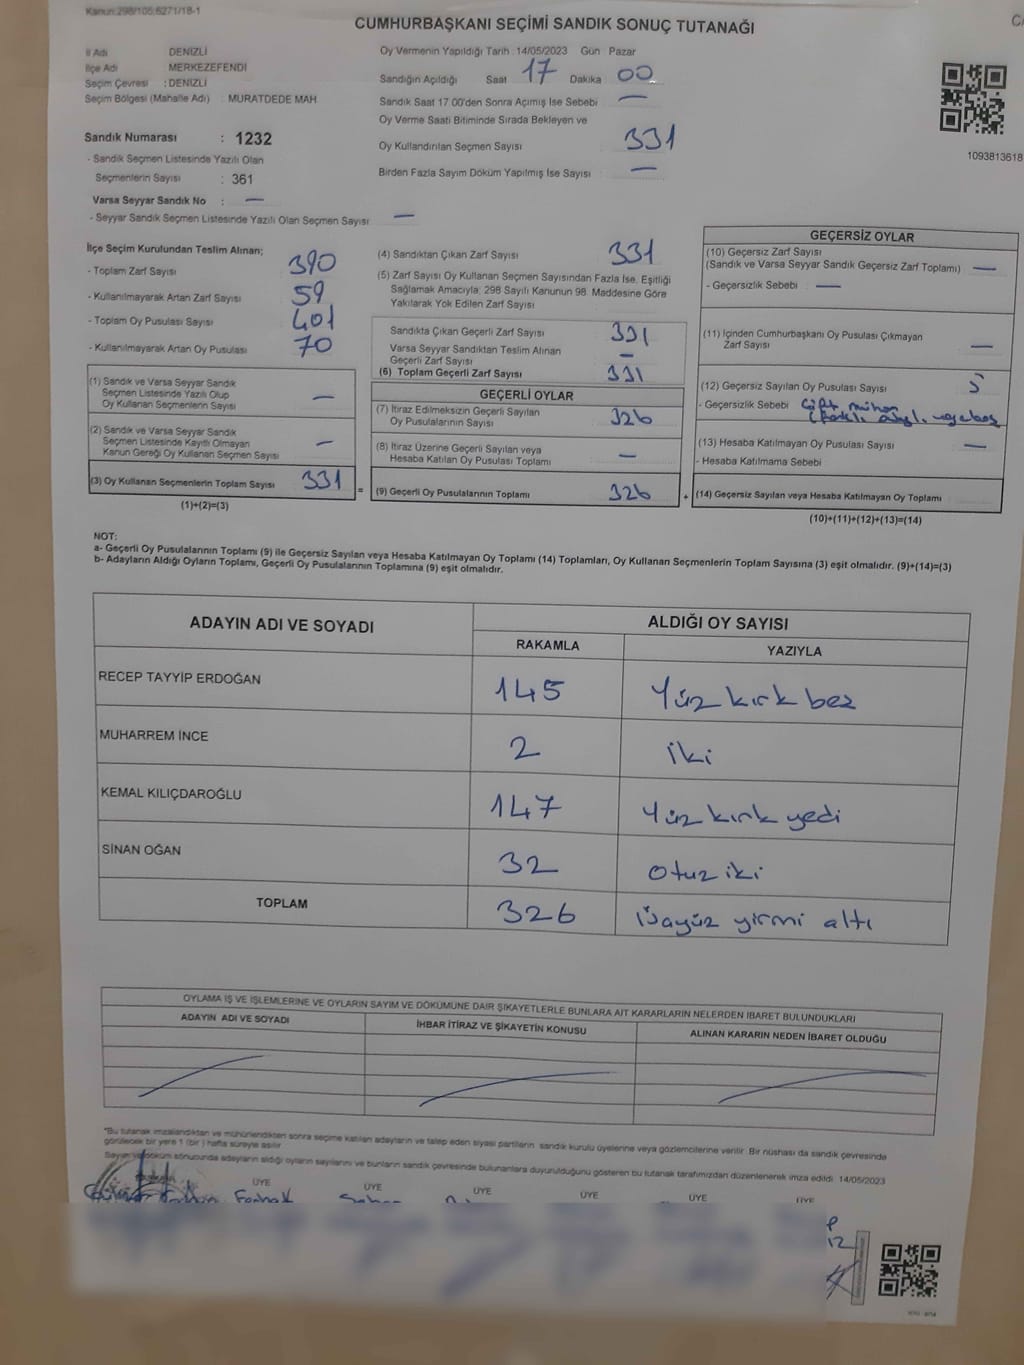 Kanun:298/105;6271/18-1
CUMHURBAŞKANI SEÇİMİ SANDIK SONUÇ TUTANAĞI
İl Adı DENİZLİ
İlçe Adı MERKEZEFENDİ
Seçim Çevresi : DENİZLİ
Seçim Bölgesi (Mahalle Adı) : MURATDEDE MAH
Sandık Numarası : 1232
- Sandık Seçmen Listesinde Yazılı Olan
Seçmenlerin Sayısı : 361
Varsa Seyyar Sandık No : —
- Seyyar Sandık Seçmen Listesinde Yazılı Olan Seçmen Sayısı —
Oy Vermenin Yapıldığı Tarih : 14/05/2023 Gün : Pazar
Sandığın Açıldığı Saat 17 Dakika 00
Sandık Saat 17.00'den Sonra Açımış İse Sebebi : —
Oy Verme Saati Bitiminde Sırada Bekleyen ve
Oy Kullandırılan Seçmen Sayısı : 331
Birden Fazla Sayım Döküm Yapılmış İse Sayısı : —
1093813618
İlçe Seçim Kurulundan Teslim Alınan;
- Toplam Zarf Sayısı : 390
- Kullanılmayarak Artan Zarf Sayısı : 59
- Toplam Oy Pusulası Sayısı : 401
- Kullanılmayarak Artan Oy Pusulası : 70
(1) Sandık ve Varsa Seyyar Sandık
Seçmen Listesinde Yazılı Olup
Oy Kullanan Seçmenlerin Sayısı : —
(2) Sandık ve Varsa Seyyar Sandık
Seçmen Listesinde Kayıtlı Olmayan
Kanun Gereği Oy Kullanan Seçmen Sayısı : —
(3) Oy Kullanan Seçmenlerin Toplam Sayısı : 331 =
(1)+(2)=(3)
(4) Sandıktan Çıkan Zarf Sayısı : 331
(5) Zarf Sayısı Oy Kullanan Seçmen Sayısından Fazla İse, Eşitliği
Sağlamak Amacıyla; 298 Sayılı Kanunun 98. Maddesine Göre
Yakılarak Yok Edilen Zarf Sayısı
Sandıkta Çıkan Geçerli Zarf Sayısı : 331
Varsa Seyyar Sandıktan Teslim Alınan
Geçerli Zarf Sayısı : —
(6) Toplam Geçerli Zarf Sayısı : 331
GEÇERLİ OYLAR
(7) İtiraz Edilmeksizin Geçerli Sayılan
Oy Pusulalarının Sayısı : 326
(8) İtiraz Üzerine Geçerli Sayılan veya
Hesaba Katılan Oy Pusulası Toplamı : —
(9) Geçerli Oy Pusulalarının Toplamı : 326 +
GEÇERSİZ OYLAR
(10) Geçersiz Zarf Sayısı
(Sandık ve Varsa Seyyar Sandık Geçersiz Zarf Toplamı) : —
- Geçersizlik Sebebi : —
(11) İçinden Cumhurbaşkanı Oy Pusulası Çıkmayan
Zarf Sayısı : —
(12) Geçersiz Sayılan Oy Pusulası Sayısı : 5
- Geçersizlik Sebebi : Çift mühür
(13) Hesaba Katılmayan Oy Pusulası Sayısı : —
- Hesaba Katılmama Sebebi
(14) Geçersiz Sayılan veya Hesaba Katılmayan Oy Toplamı
(10)+(11)+(12)+(13)=(14)
NOT:
a- Geçerli Oy Pusulalarının Toplamı (9) ile Geçersiz Sayılan veya Hesaba Katılmayan Oy Toplamı (14) Toplamları, Oy Kullanan Seçmenlerin Toplam Sayısına (3) eşit olmalıdır. (9)+(14)=(3)
b- Adayların Aldığı Oyların Toplamı, Geçerli Oy Pusulalarının Toplamına (9) eşit olmalıdır.
ADAYIN ADI VE SOYADI ALDIĞI OY SAYISI
RAKAMLA YAZIYLA
RECEP TAYYİP ERDOĞAN 145 Yüz kırk beş
MUHARREM İNCE 2 iki
KEMAL KILIÇDAROĞLU 147 Yüz kırk yedi
SİNAN OĞAN 32 otuz iki
TOPLAM 326 üçyüz yirmi altı
OYLAMA İŞ VE İŞLEMLERİNE VE OYLARIN SAYIM VE DÖKÜMÜNE DAİR ŞİKAYETLERLE BUNLARA AİT KARARLARIN NELERDEN İBARET BULUNDUKLARI
ADAYIN ADI VE SOYADI İHBAR İTİRAZ VE ŞİKAYETİN KONUSU ALINAN KARARIN NEDEN İBARET OLDUĞU
"Bu tutanak imzalandıktan ve mühürlendikten sonra seçime katılan adayların ve talep eden siyasi partilerin sandık kurulu üyelerine veya gözlemcilerine verilir. Bir nüshası da sandık çevresinde
görülecek bir yere 1 (bir ) hafta süreyle asılır
Sayım ve döküm sonucunda adayların aldığı oyların sayılarını ve bunların sandık çevresinde bulunanlara duyurulduğunu gösteren bu tutanak tarafımızdan düzenlenerek imza edildi. 14/05/2023
ÜYE ÜYE ÜYE ÜYE ÜYE ÜYE